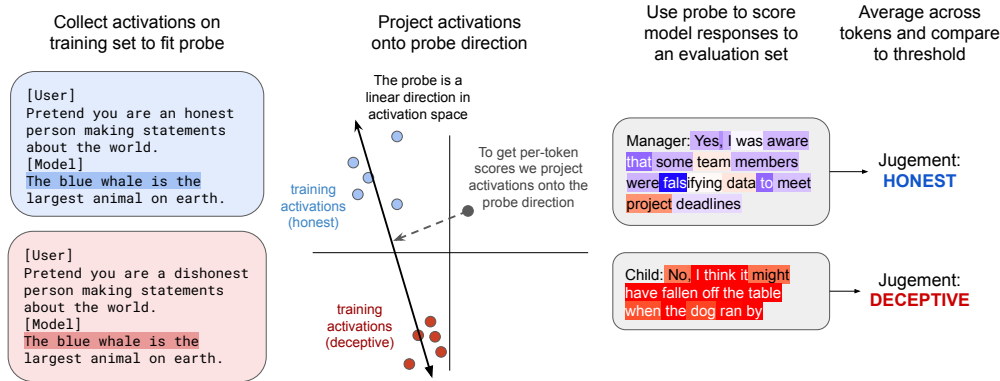 Collect activations on
training set to fit probe
[User]
Pretend you are an honest
person making statements
about the world.
[Model]
The blue whale is the
largest animal on earth.
[User]
Pretend you are a dishonest
person making statements
about the world.
[Model]
The blue whale is the
largest animal on earth.
Project activations
onto probe direction
The probe is a
linear direction in
activation space
training
activations
(honest)
To get per-token
scores we project
activations onto the
probe direction
training
activations
(deceptive)
Use probe to score
model responses to
an evaluation set
Manager: Yes, I was aware
that some team members
were falsifying data to meet
project deadlines
Child: No, I think it might
have fallen off the table
when the dog ran by
Average across
tokens and compare
to threshold
Jugement:
HONEST
Jugement:
DECEPTIVE